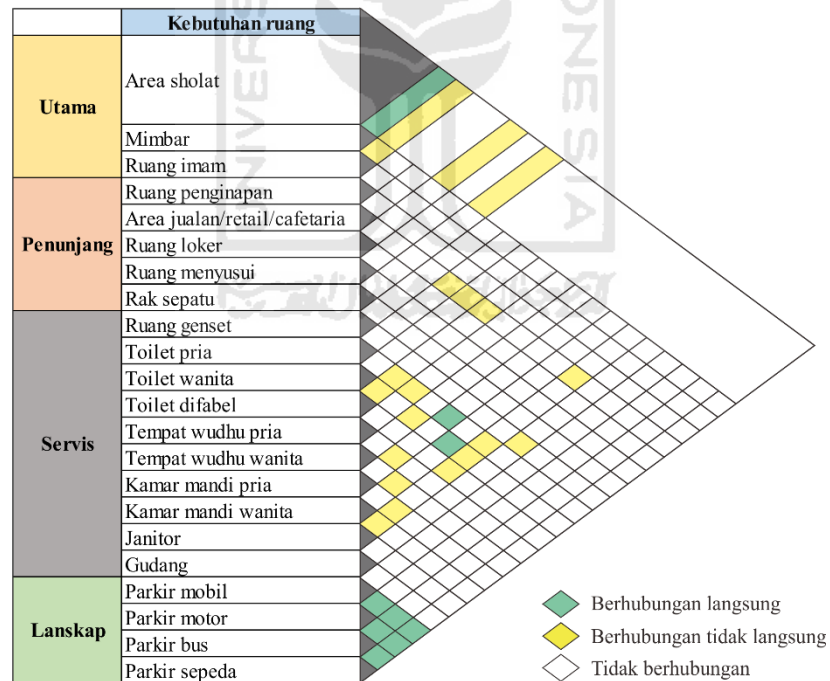 Kebutuhan ruang
Utama
Area sholat
Mimbar
Ruang imam
Penunjang
Ruang penginapan
Area jualan/retail/cafetaria
Ruang loker
Ruang menyusui
Rak sepatu
Servis
Ruang genset
Toilet pria
Toilet wanita
Toilet difabel
Tempat wudhu pria
Tempat wudhu wanita
Kamar mandi pria
Kamar mandi wanita
Janitor
Gudang
Lanskap
Parkir mobil
Parkir motor
Parkir bus
Parkir sepeda
Berhubungan langsung
Berhubungan tidak langsung
Tidak berhubungan